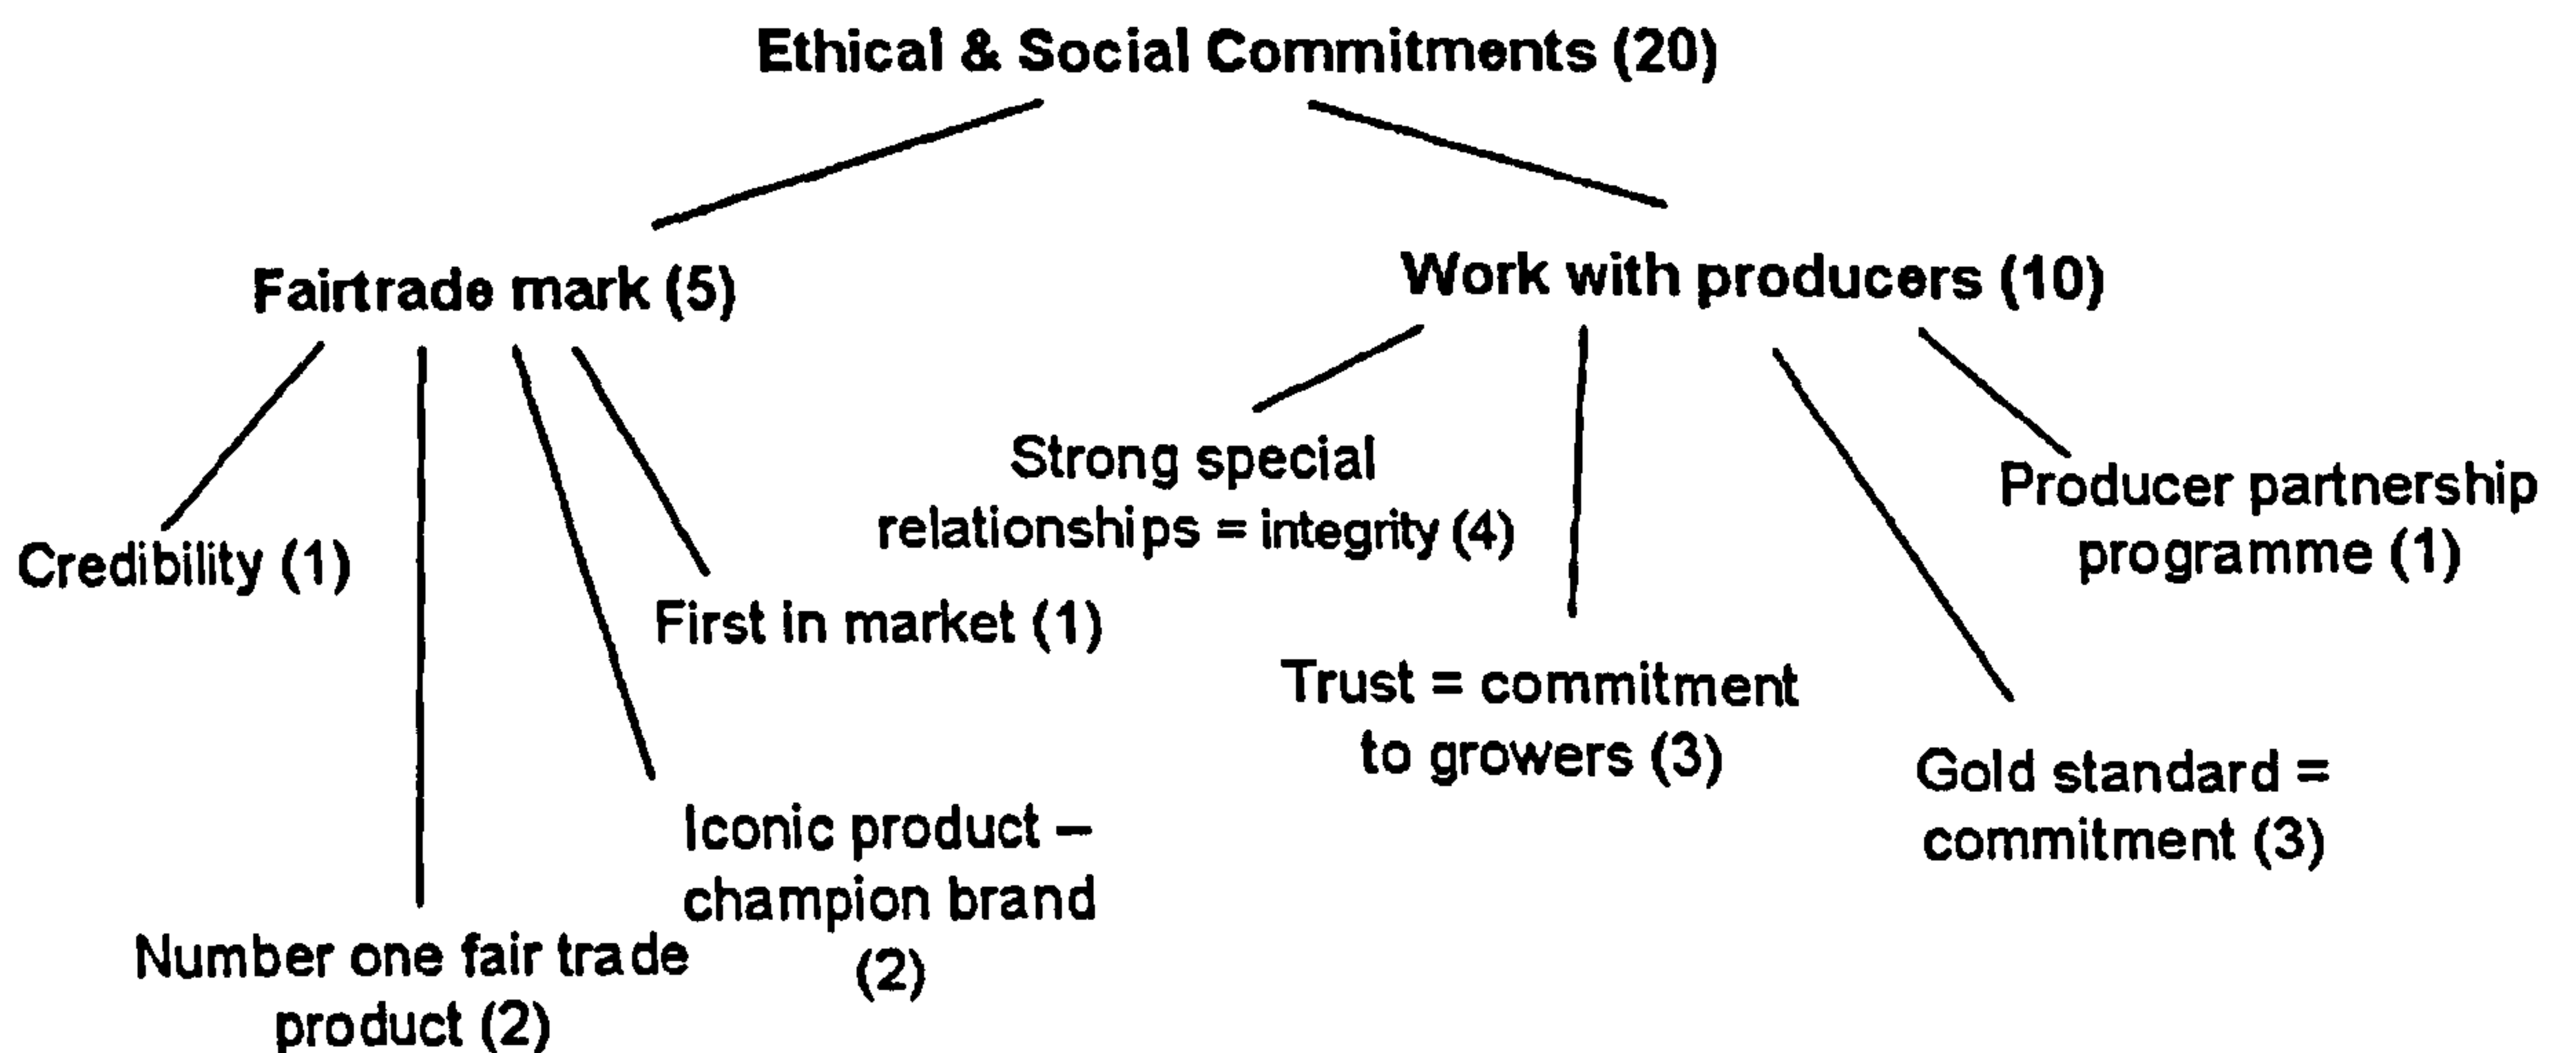 Ethical & Social Commitments (20)
Fairtrade mark (5)
Work with producers (10)
Credibility (1)
Number one fair trade
product (2)
Iconic product –
champion brand
(2)
First in market (1)
Strong special
relationships = integrity (4)
Trust = commitment
to growers (3)
Gold standard =
commitment (3)
Producer partnership
programme (1)